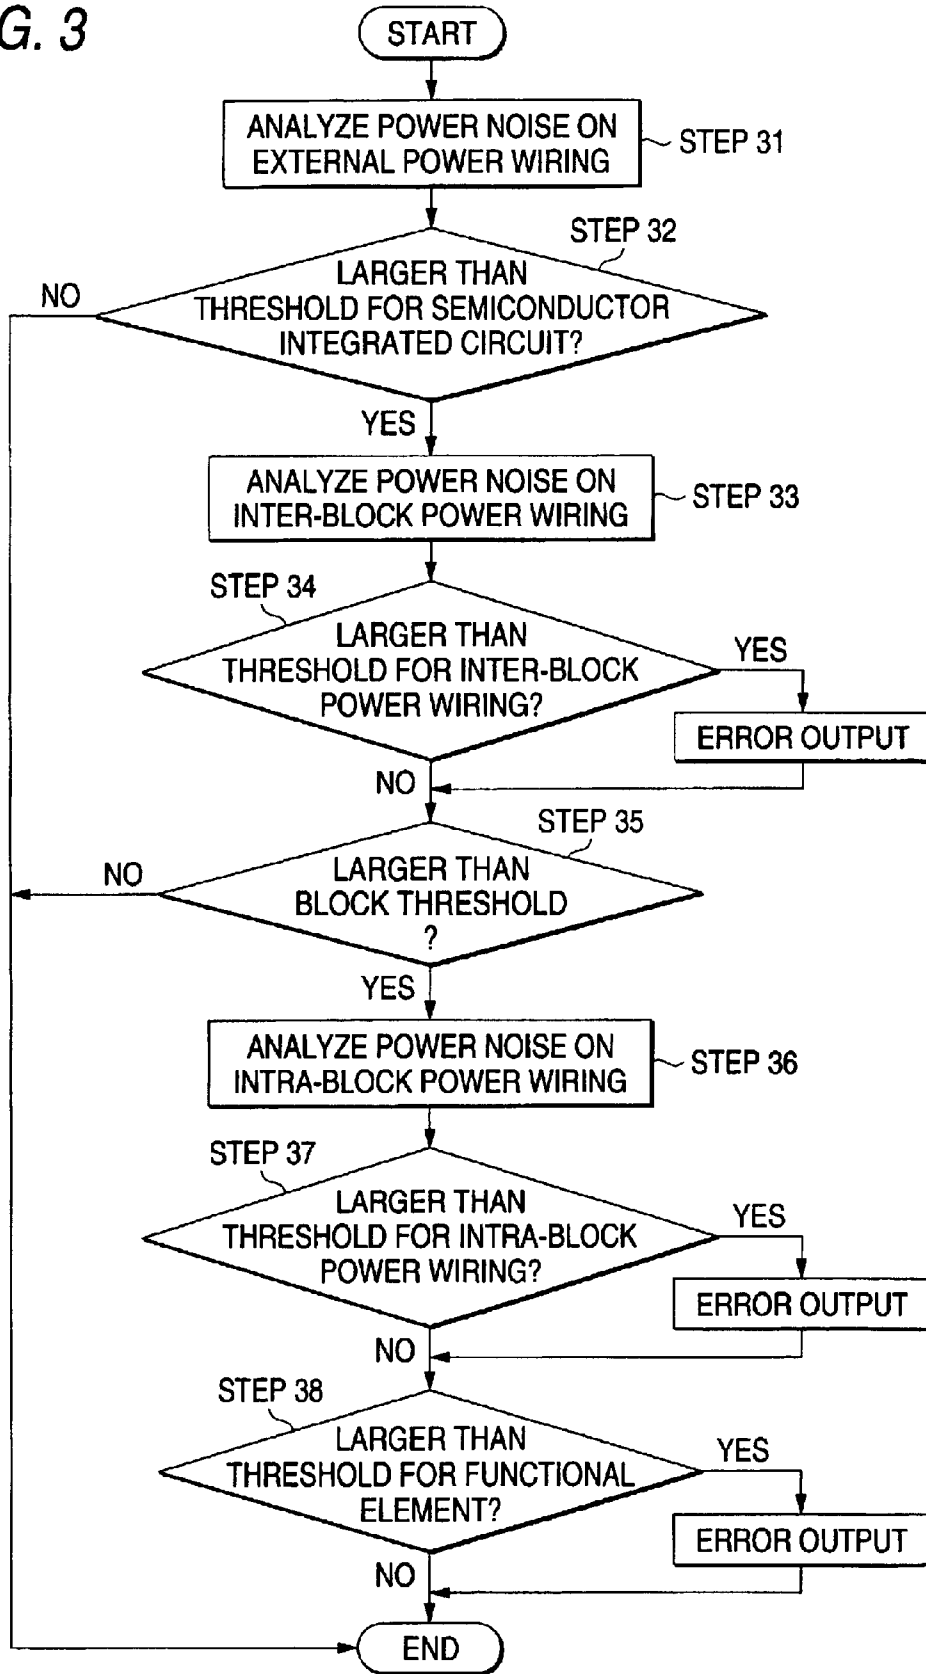 G. 3
START
ANALYZE POWER NOISE ON
EXTERNAL POWER WIRING
STEP 31
STEP 32
LARGER THAN
THRESHOLD FOR SEMICONDUCTOR
INTEGRATED CIRCUIT?
NO
YES
ANALYZE POWER NOISE ON
INTER-BLOCK POWER WIRING
STEP 33
STEP 34
LARGER THAN
THRESHOLD FOR INTER-BLOCK
POWER WIRING?
YES
ERROR OUTPUT
NO
STEP 35
LARGER THAN
BLOCK THRESHOLD
?
NO
YES
ANALYZE POWER NOISE ON
INTRA-BLOCK POWER WIRING
STEP 36
STEP 37
LARGER THAN
THRESHOLD FOR INTRA-BLOCK
POWER WIRING?
YES
ERROR OUTPUT
NO
STEP 38
LARGER THAN
THRESHOLD FOR FUNCTIONAL
ELEMENT?
YES
ERROR OUTPUT
NO
END